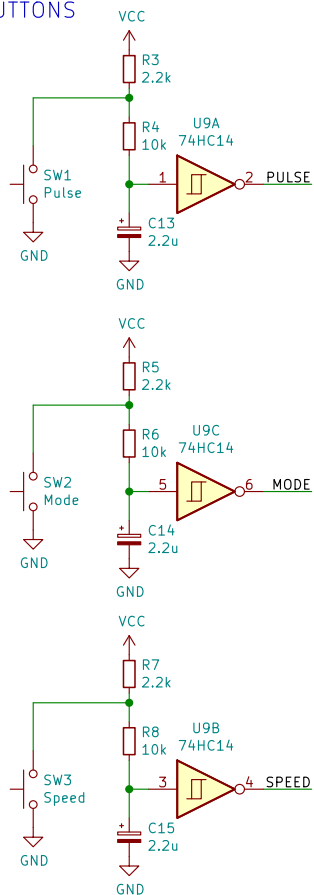 UTTONS
VCC
R3
2.2k
R4
10k
U9A
74HC14
SW1
Pulse
1
2
PULSE
+
C13
2.2u
GND
GND
VCC
R5
2.2k
R6
10k
U9C
74HC14
SW2
Mode
5
6
MODE
+
C14
2.2u
GND
GND
VCC
R7
2.2k
R8
10k
U9B
74HC14
SW3
Speed
3
4
SPEED
+
C15
2.2u
GND
GND